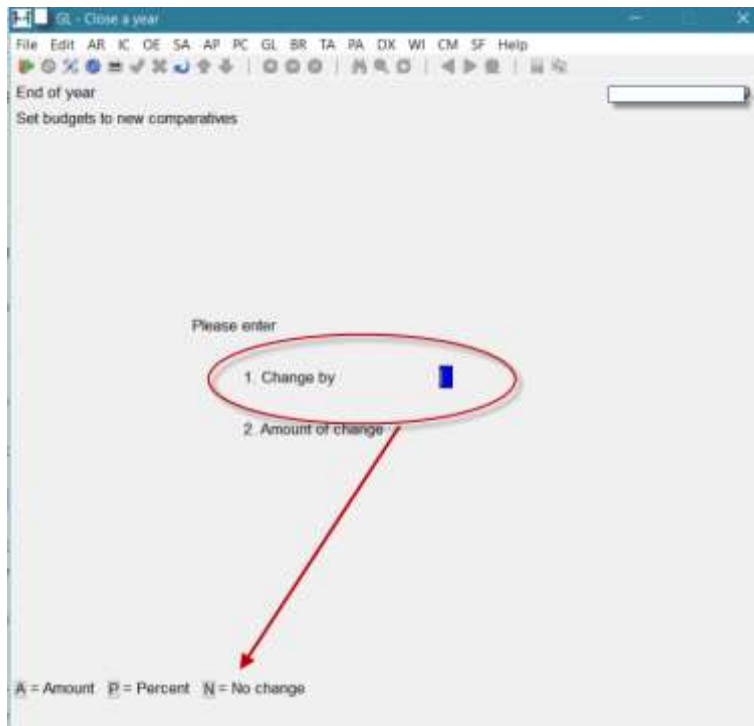 GL - Close a year
File Edit AR IC OE SA AP PC GL BR TA PA DX WI CM SF Help
End of year
Set budgets to new comparatives
Please enter
1. Change by
2. Amount of change
A = Amount P = Percent N = No change